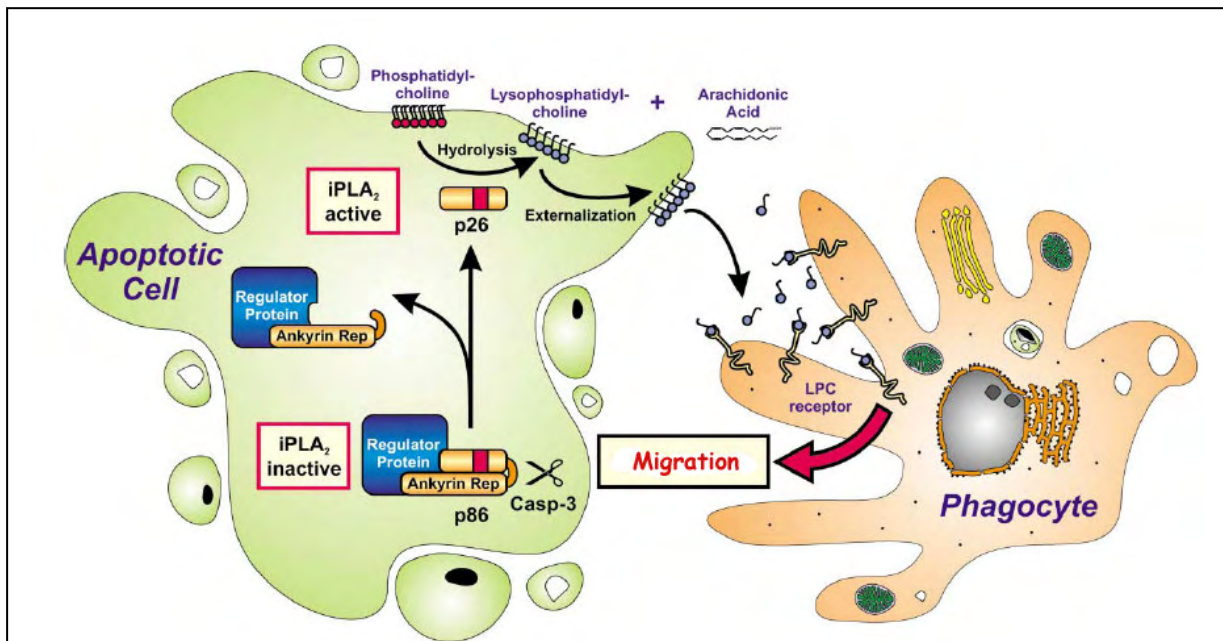 Phosphatidyl-
choline
Lysophosphatidyl-
choline
+
Arachidonic
Acid
Hydrolysis
iPLA₂
active
p26
Externalization
Apoptotic
Cell
Regulator
Protein
Ankyrin Rep
LPC
receptor
iPLA₂
inactive
Regulator
Protein
Ankyrin Rep
Casp-3
p86
Migration
Phagocyte